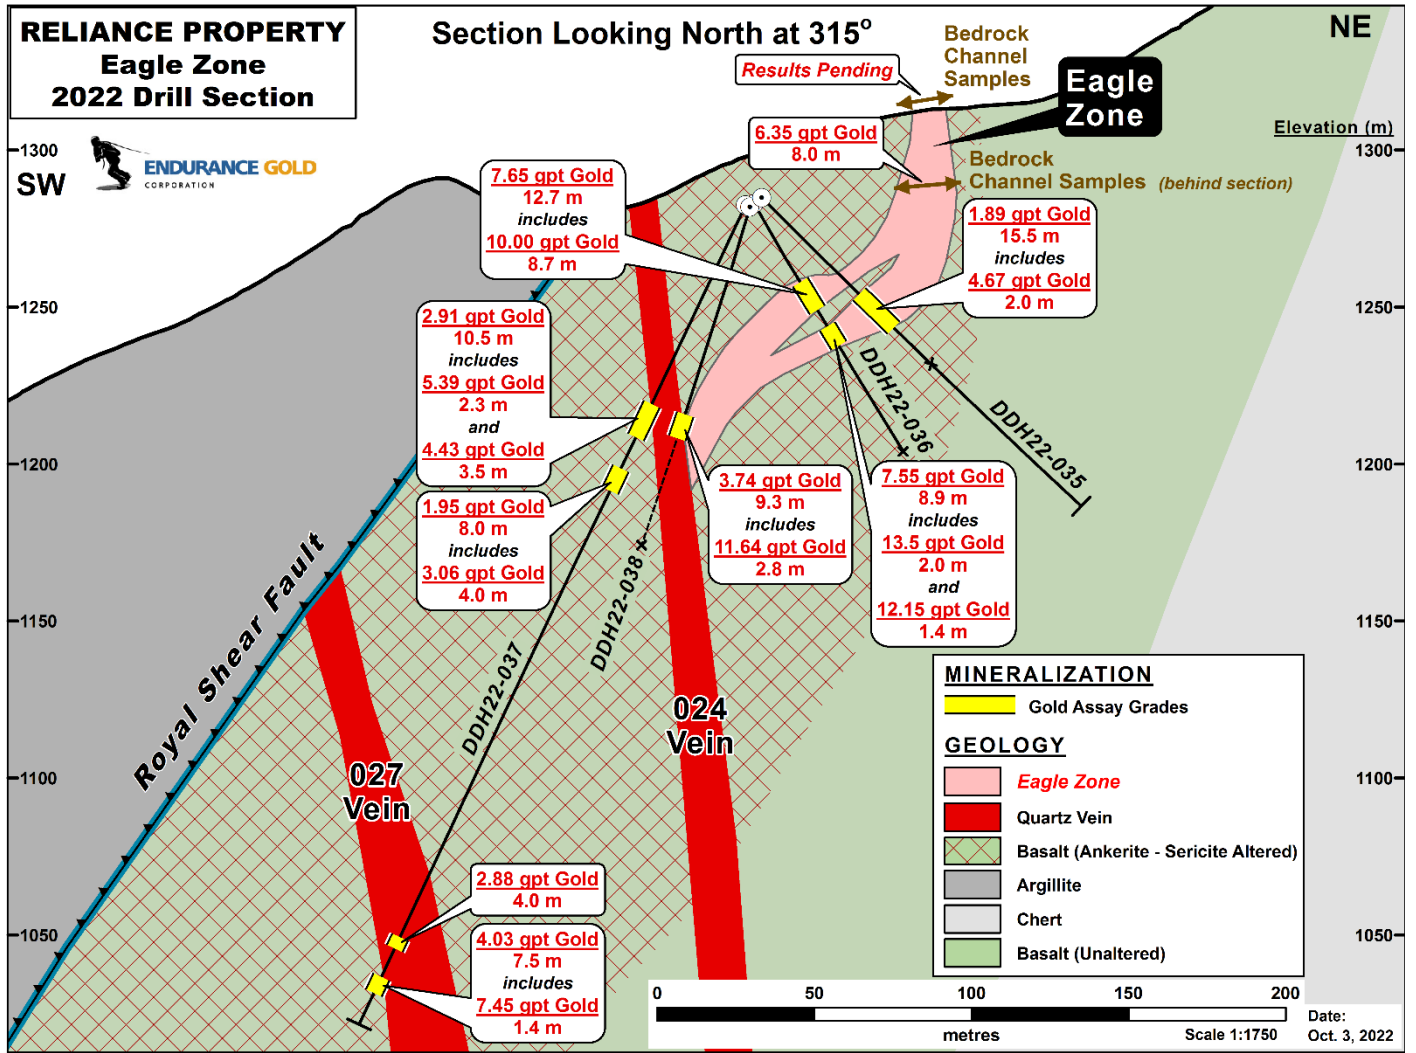 RELIANCE PROPERTY
Eagle Zone
2022 Drill Section
Section Looking North at 315°
NE
Bedrock
Channel
Samples
Results Pending
Eagle
Zone
Elevation (m)
1300
1300
SW
ENDURANCE GOLD
CORPORATION
6.35 gpt Gold
8.0 m
Bedrock
Channel Samples (behind section)
7.65 gpt Gold
12.7 m
includes
10.00 gpt Gold
8.7 m
1.89 gpt Gold
15.5 m
includes
4.67 gpt Gold
2.0 m
1250
1250
2.91 gpt Gold
10.5 m
includes
5.39 gpt Gold
2.3 m
and
4.43 gpt Gold
3.5 m
DDH22-036
DDH22-035
1200
1200
1.95 gpt Gold
8.0 m
includes
3.06 gpt Gold
4.0 m
3.74 gpt Gold
9.3 m
includes
11.64 gpt Gold
2.8 m
7.55 gpt Gold
8.9 m
includes
13.5 gpt Gold
2.0 m
and
12.15 gpt Gold
1.4 m
Royal Shear Fault
DDH22-038
DDH22-037
1150
1150
024
Vein
027
Vein
1100
1100
2.88 gpt Gold
4.0 m
4.03 gpt Gold
7.5 m
includes
7.45 gpt Gold
1.4 m
1050
1050
MINERALIZATION
Gold Assay Grades
GEOLOGY
Eagle Zone
Quartz Vein
Basalt (Ankerite - Sericite Altered)
Argillite
Chert
Basalt (Unaltered)
0 50 100 150 200
metres
Scale 1:1750
Date:
Oct. 3, 2022